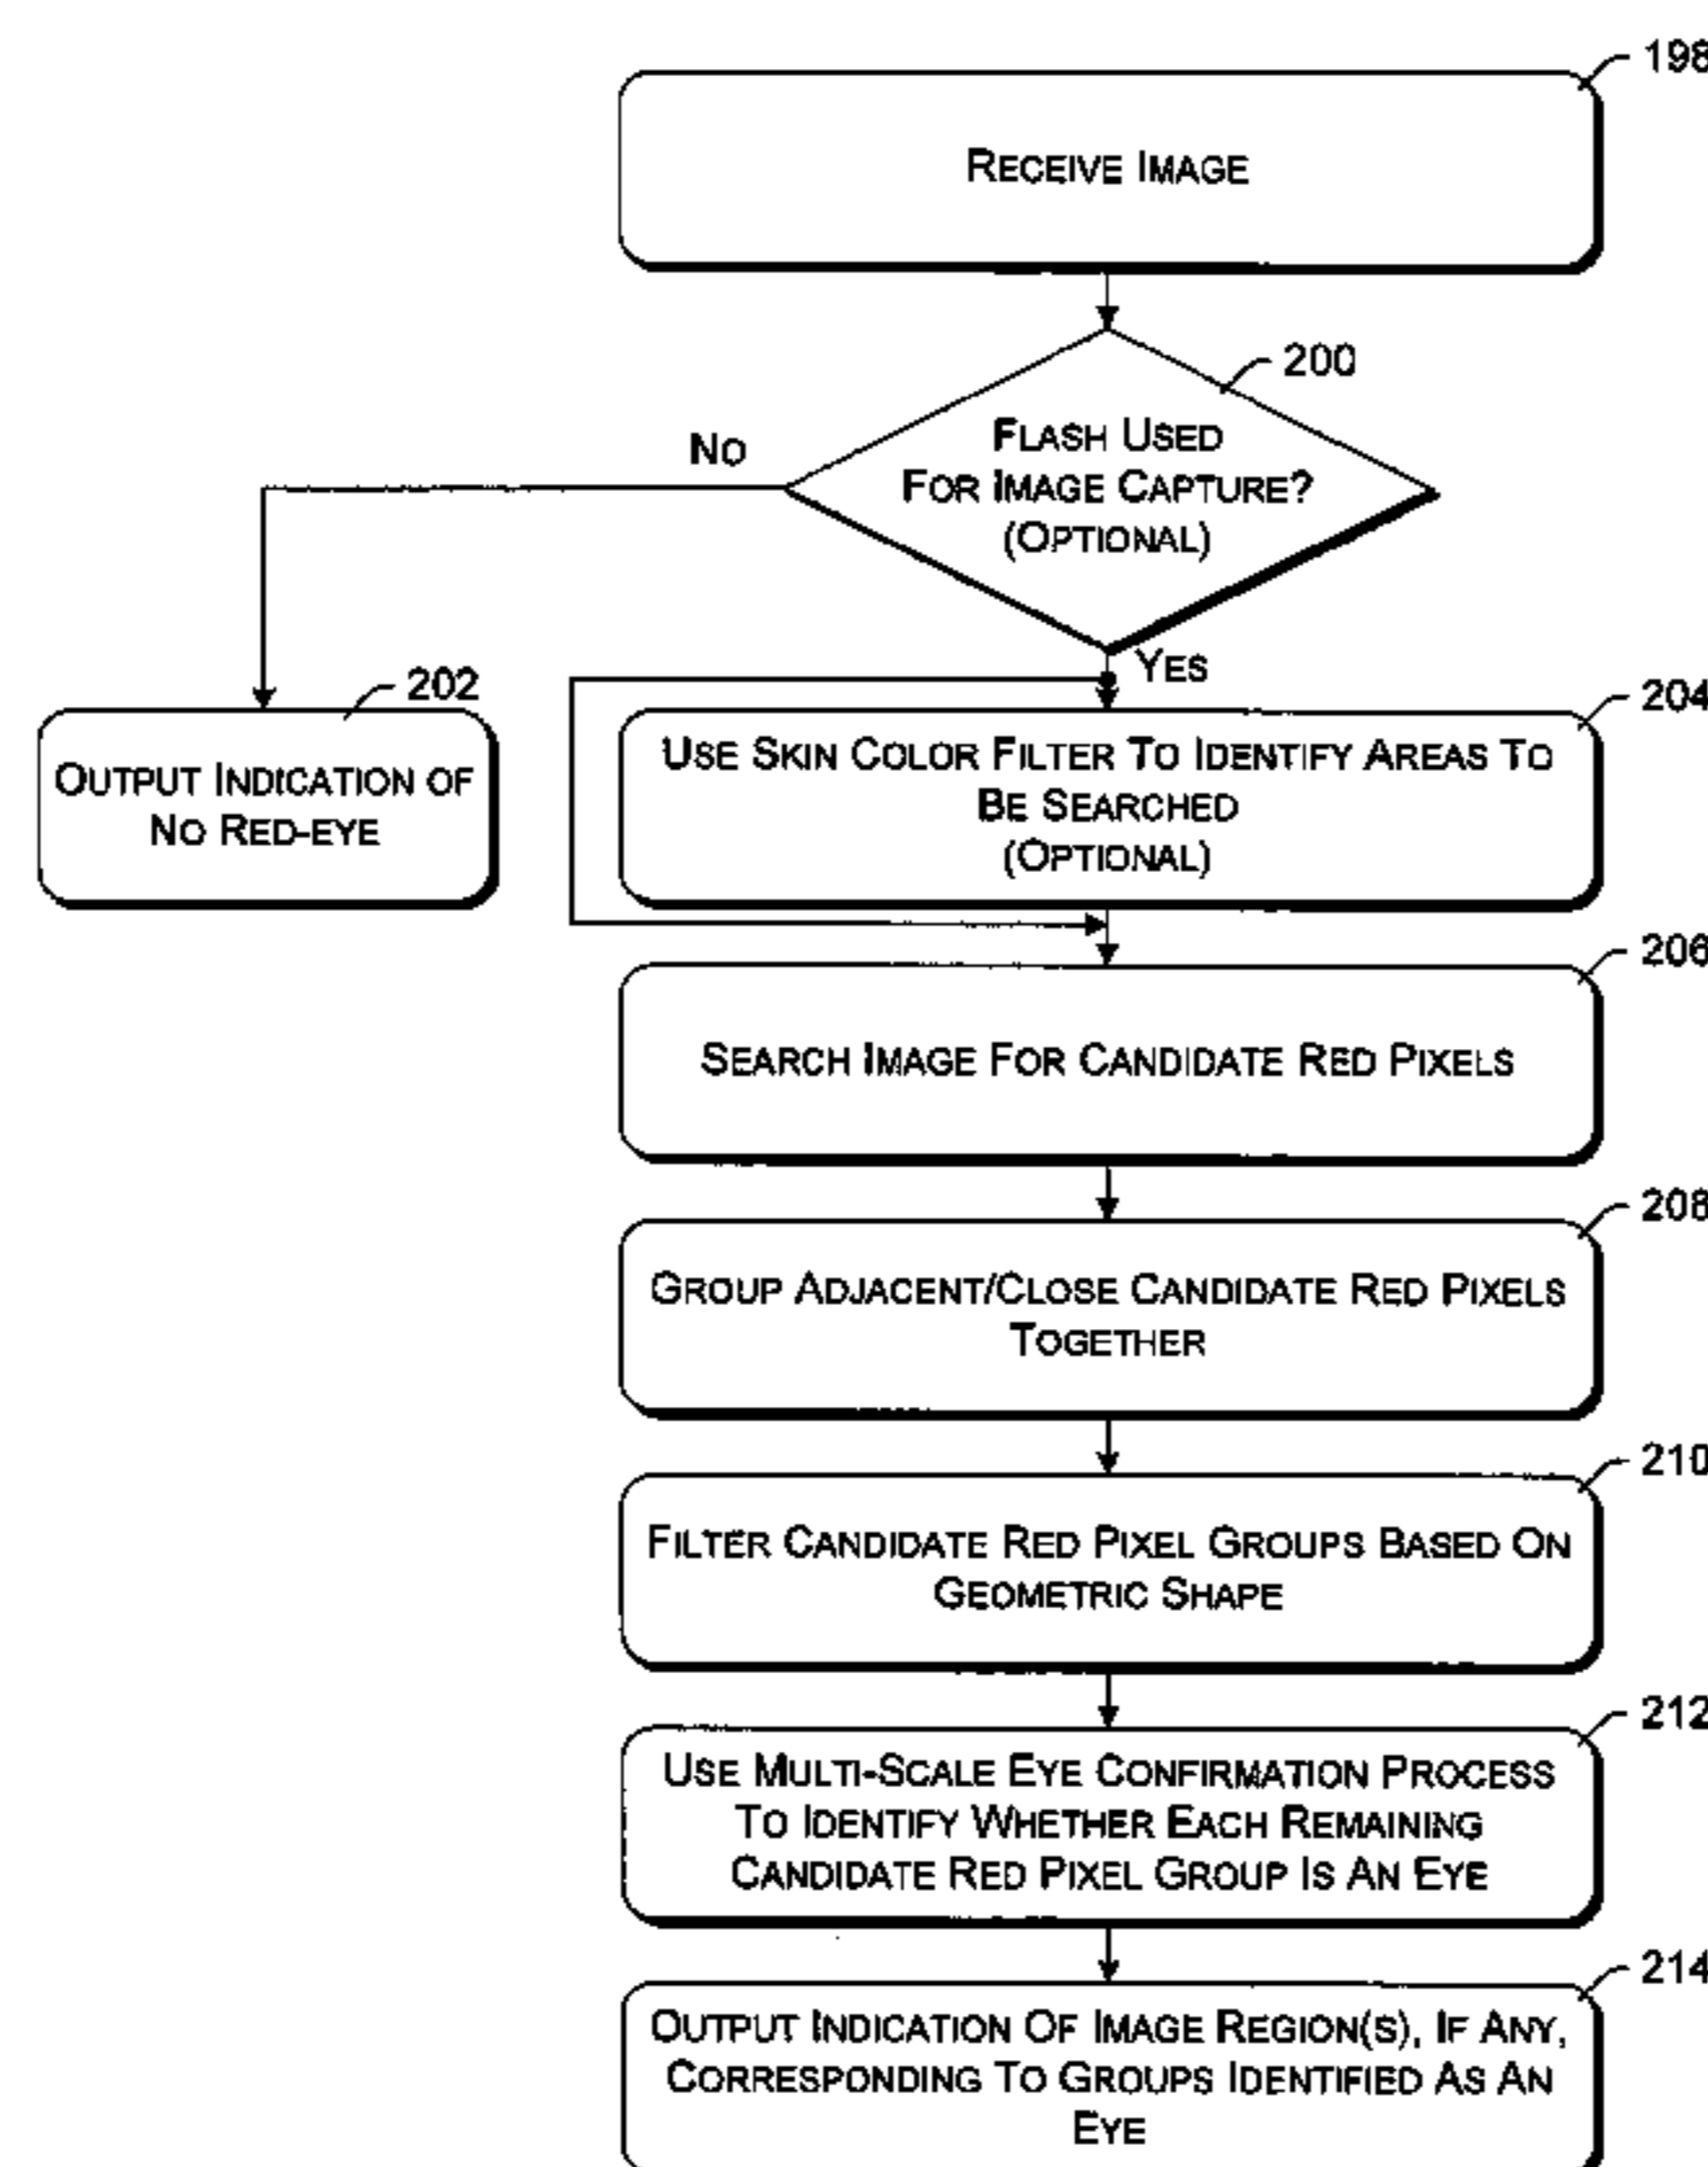 198
RECEIVE IMAGE
200
FLASH USED
FOR IMAGE CAPTURE?
(OPTIONAL)
NO
YES
202
OUTPUT INDICATION OF
NO RED-EYE
204
USE SKIN COLOR FILTER TO IDENTIFY AREAS TO
BE SEARCHED
(OPTIONAL)
206
SEARCH IMAGE FOR CANDIDATE RED PIXELS
208
GROUP ADJACENT/CLOSE CANDIDATE RED PIXELS
TOGETHER
210
FILTER CANDIDATE RED PIXEL GROUPS BASED ON
GEOMETRIC SHAPE
212
USE MULTI-SCALE EYE CONFIRMATION PROCESS
TO IDENTIFY WHETHER EACH REMAINING
CANDIDATE RED PIXEL GROUP IS AN EYE
214
OUTPUT INDICATION OF IMAGE REGION(S), IF ANY,
CORRESPONDING TO GROUPS IDENTIFIED AS AN
EYE